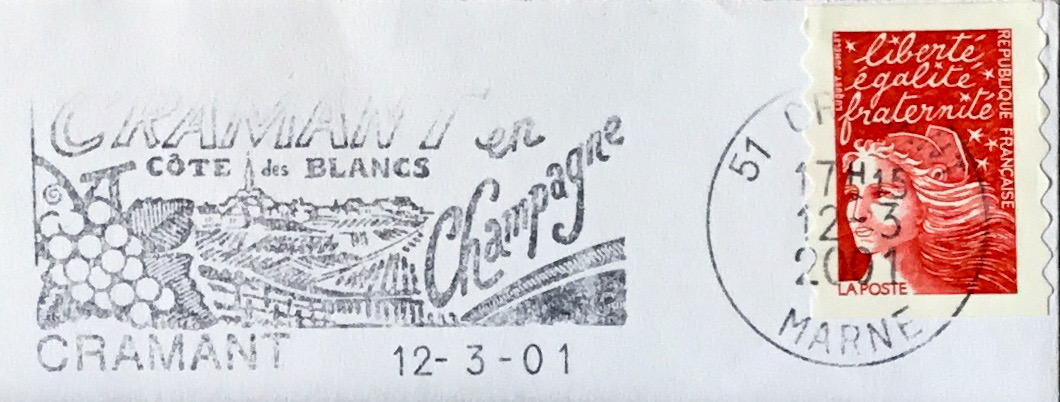 CRAMANT en
CÔTE des BLANCS
Champagne
CRAMANT
12-3-01
51
17H15
12-3
2001
MARNE
liberté
égalité
fraternité
REPUBLIQUE FRANÇAISE
LA POSTE